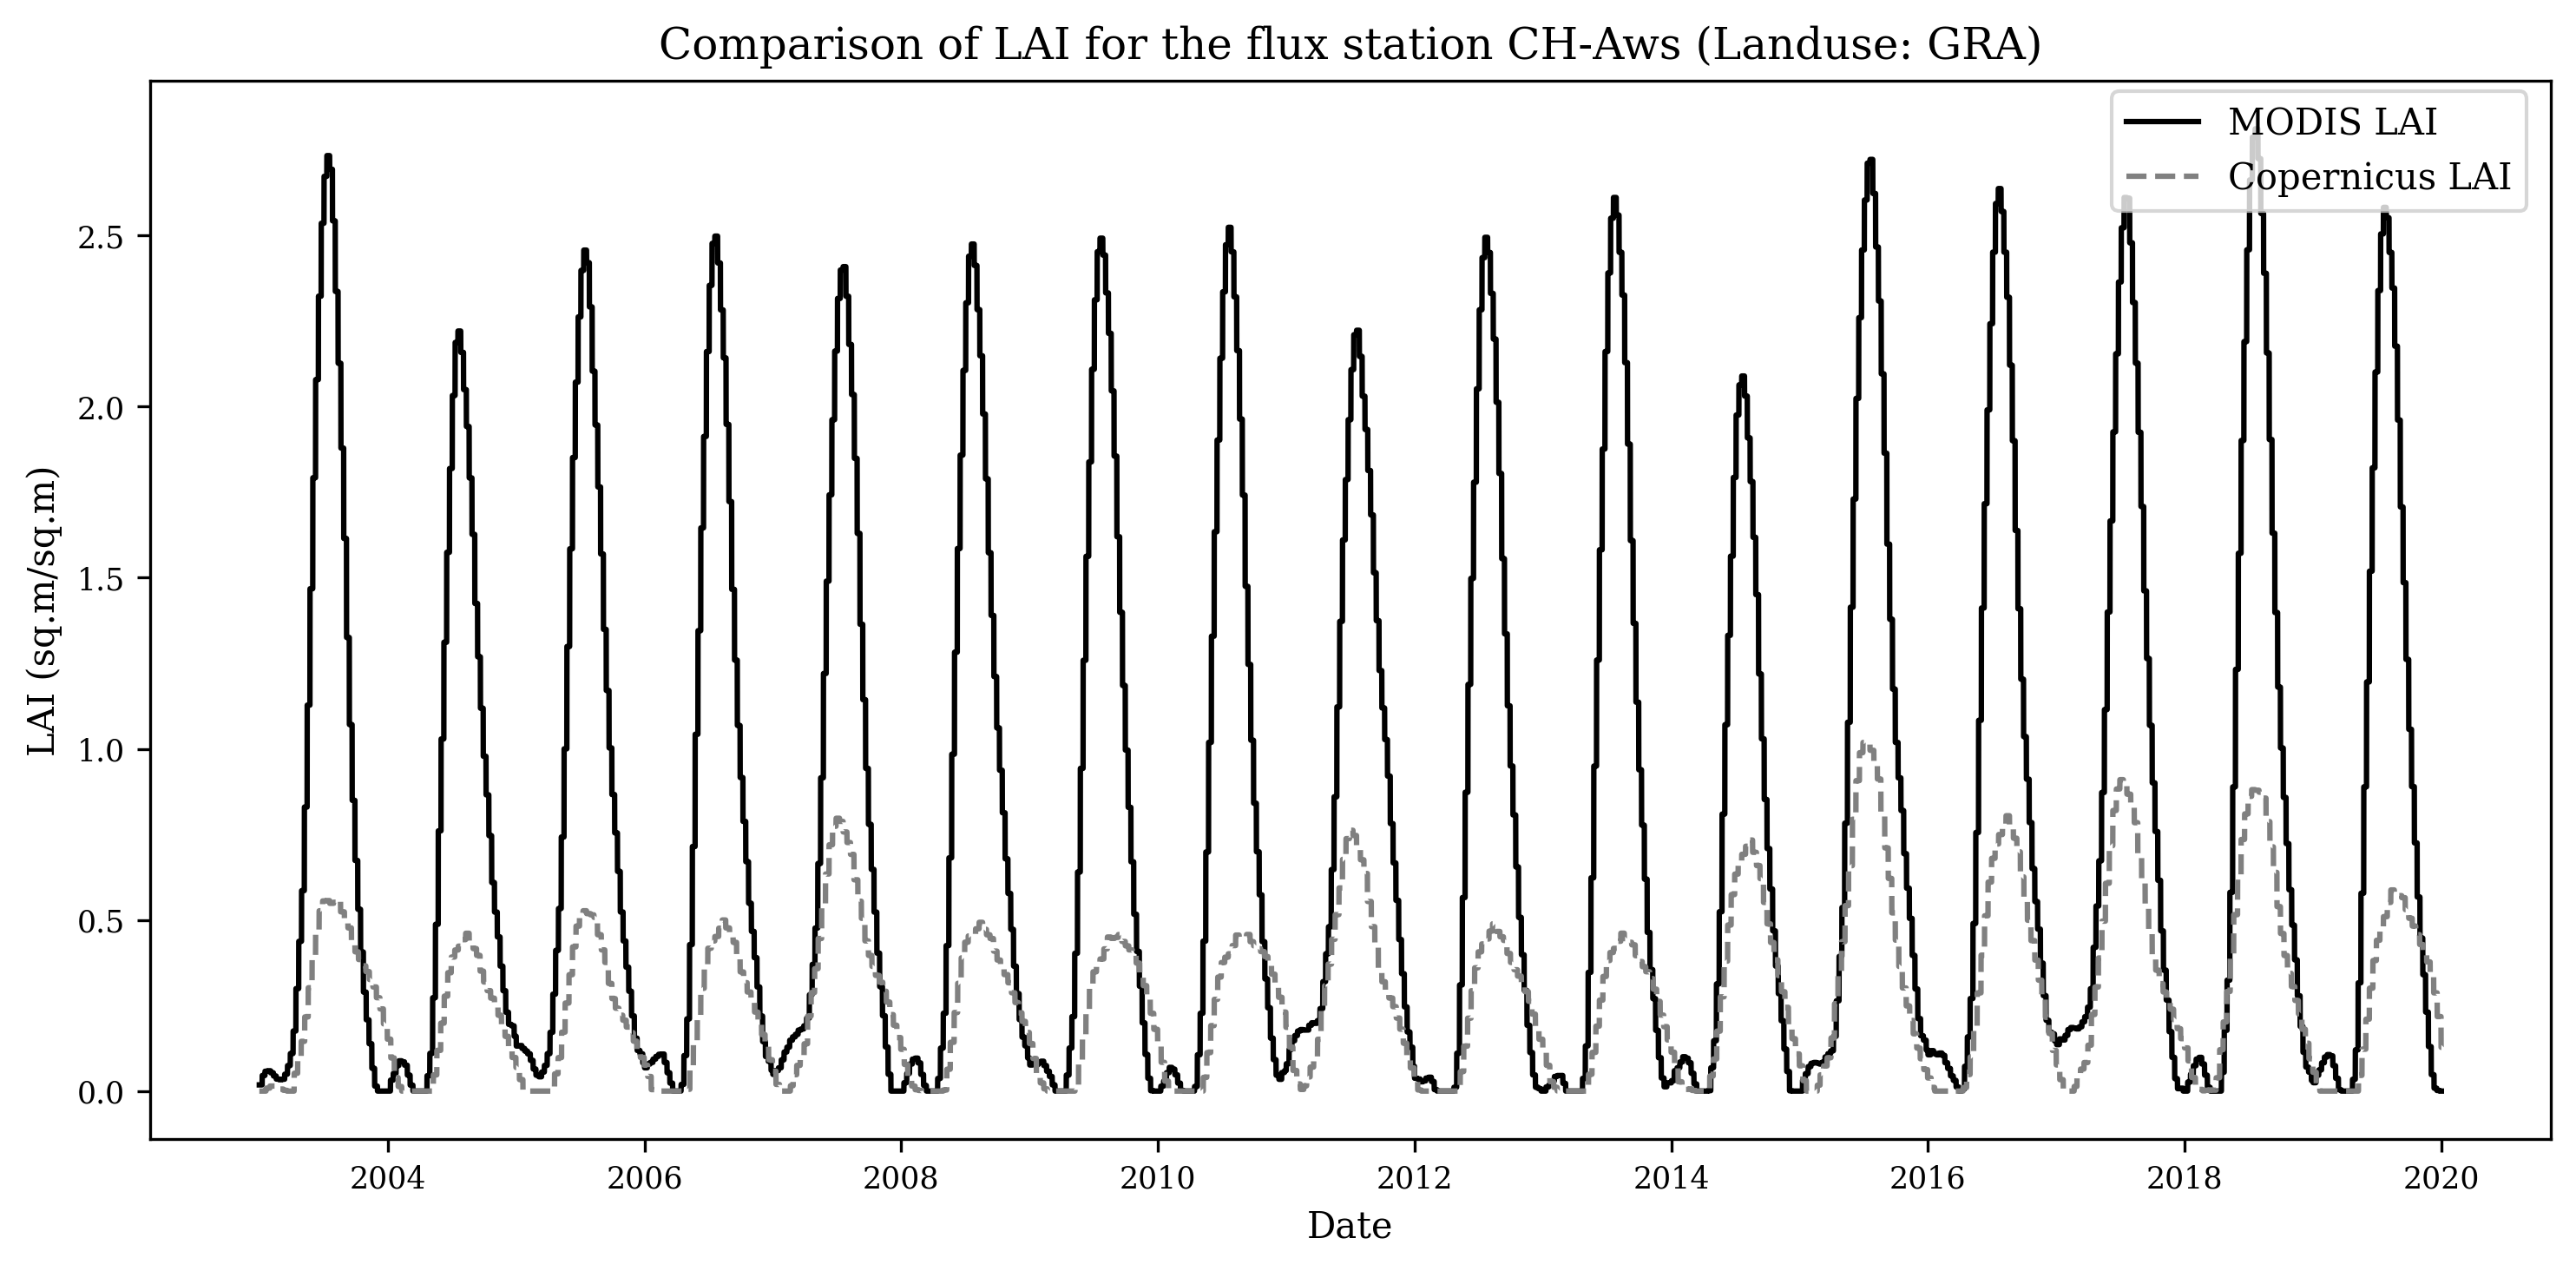 Comparison of LAI for the flux station CH-Aws (Landuse: GRA)
MODIS LAI
Copernicus LAI
LAI (sq.m/sq.m)
2.5
2.0
1.5
1.0
0.5
0.0
2004 2006 2008 2010 2012 2014 2016 2018 2020
Date